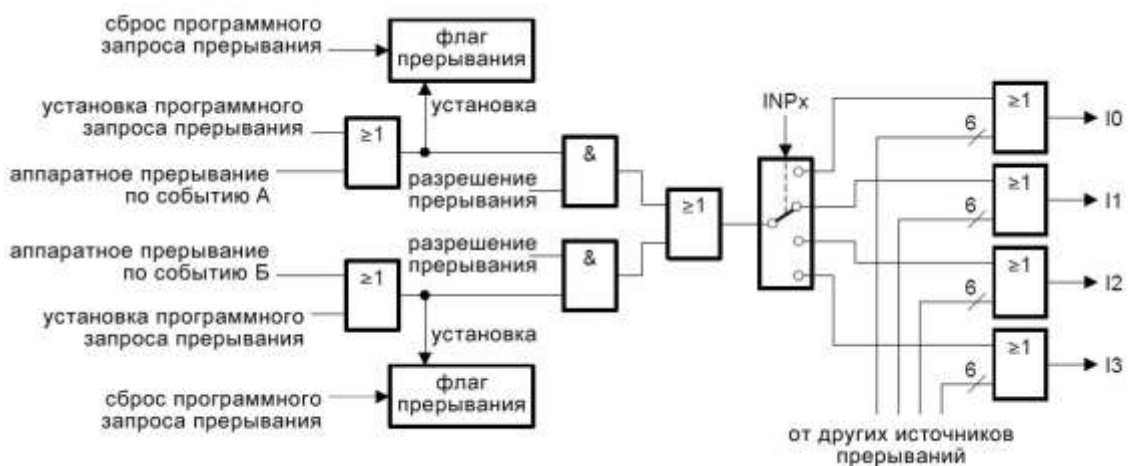 сброс программного
запроса прерывания
флаг
прерывания
установка программного
запроса прерывания
установка
≥1
аппаратное прерывание
по событию А
разрешение
прерывания
&
аппаратное прерывание
по событию Б
разрешение
прерывания
&
≥1
≥1
установка программного
запроса прерывания
установка
сброс программного
запроса прерывания
флаг
прерывания
INPx
6
≥1
I0
6
≥1
I1
6
≥1
I2
6
≥1
I3
от других источников
прерываний